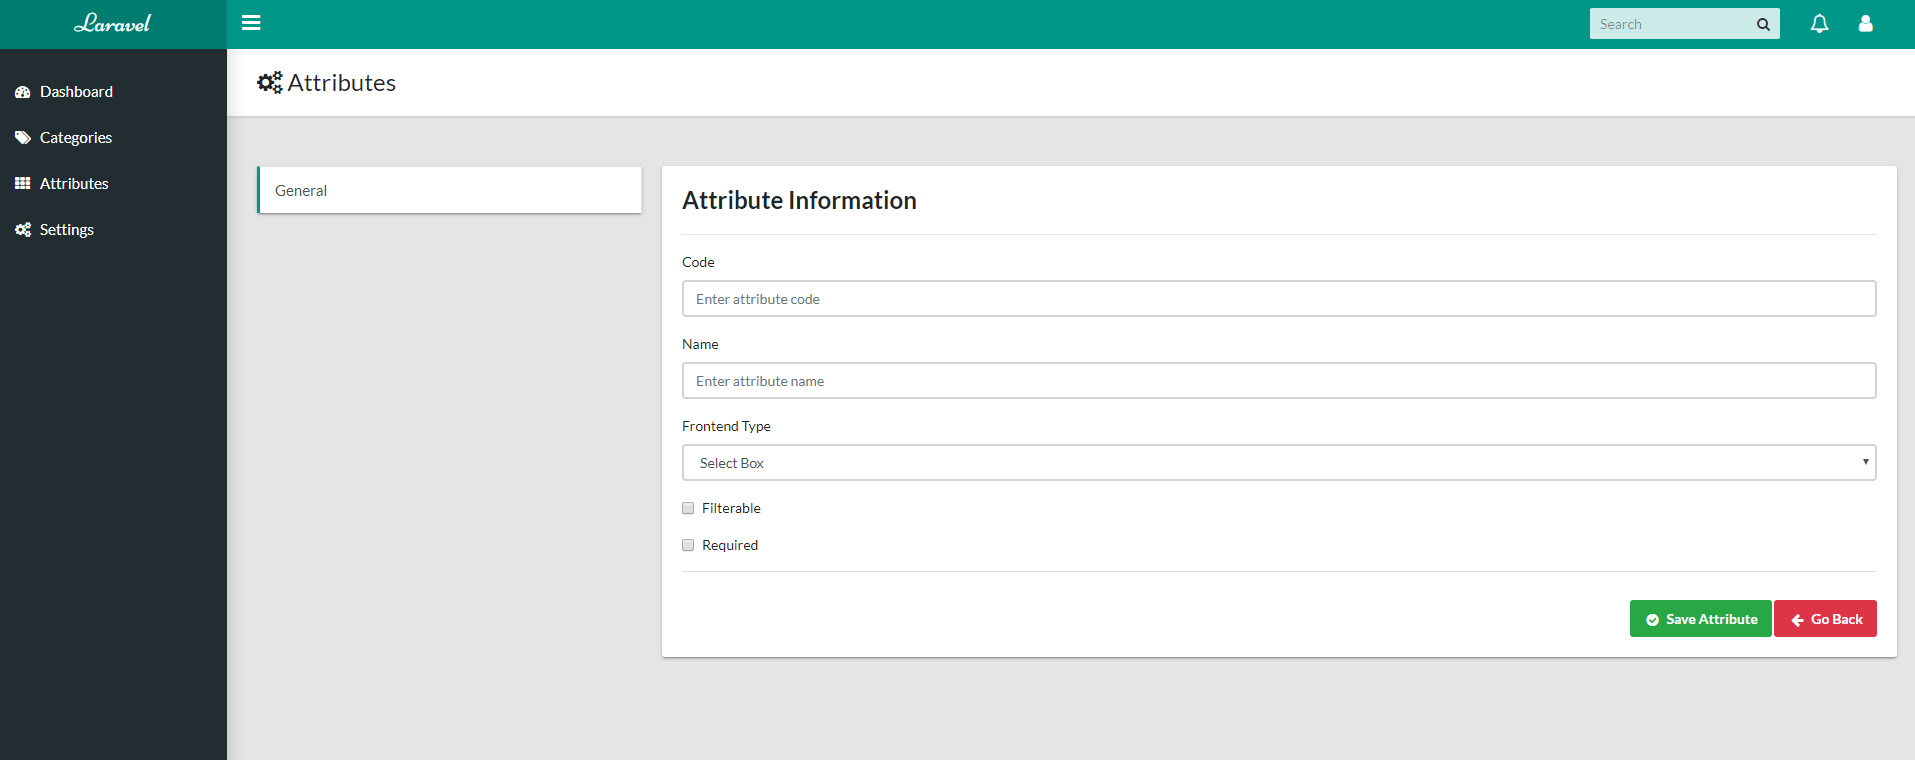 Laravel
Search
Dashboard
Categories
Attributes
Settings
Attributes
General
Attribute Information
Code
Enter attribute code
Name
Enter attribute name
Frontend Type
Select Box
Filterable
Required
Save Attribute
Go Back